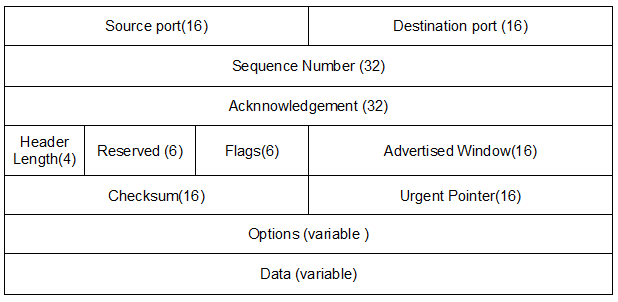 Source port(16)
Destination port (16)
Sequence Number (32)
Acknnowledgement (32)
Header
Length(4)
Reserved (6)
Flags(6)
Advertised Window(16)
Checksum(16)
Urgent Pointer(16)
Options (variable )
Data (variable)